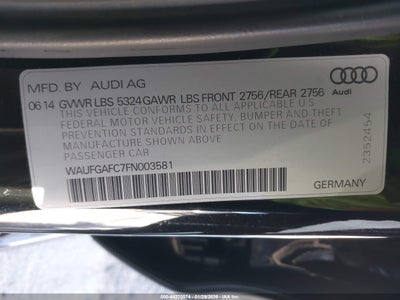 MFD. BY AUDI AG
Audi
06 14 GVWR LBS 5324 GAWR LBS FRONT 2756/REAR 2756
THIS VEHICLE CONFORMS TO ALL APPLICABLE U S
FEDERAL MOTOR VEHICLE SAFETY, BUMPER AND THEFT
PREVENTION STANDARDS IN EFFECT ON THE DATE OF
MANUFACTURE SHOWN ABOVE.
PASSENGER CAR
WAUFGAFC7FN003581
GERMANY
2352454